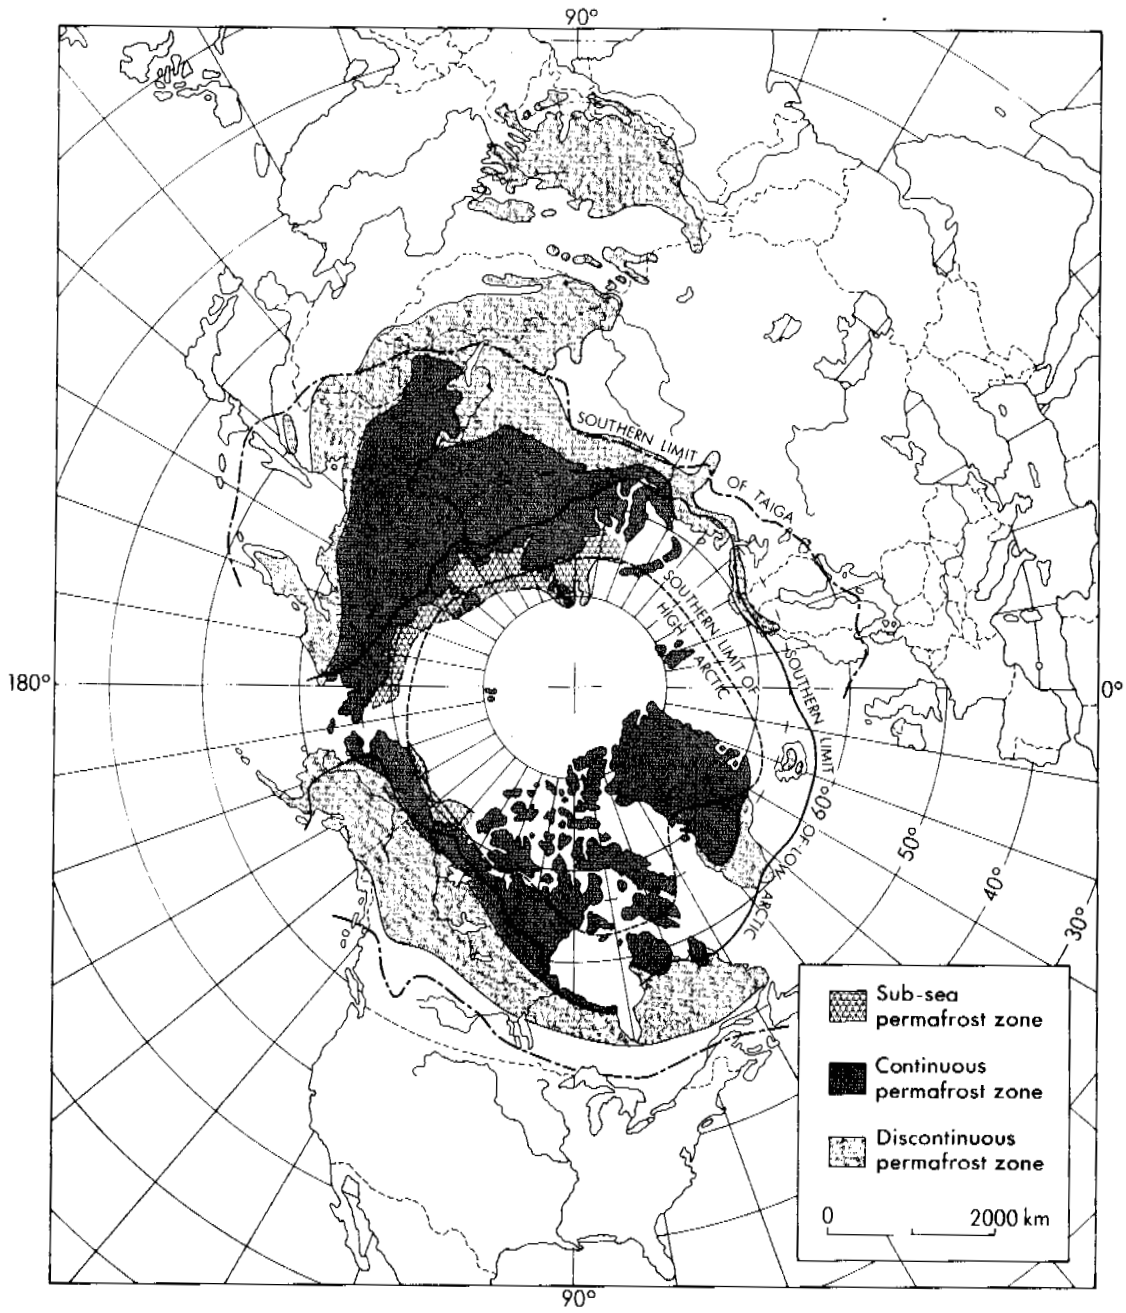 90°
SOUTHERN LIMIT OF TAIGA
SOUTHERN LIMIT OF
HIGH ARCTIC
180°
0°
SOUTHERN LIMIT OF LOW ARCTIC
60°
50°
40°
30°
Sub-sea
permafrost zone
Continuous
permafrost zone
Discontinuous
permafrost zone
0 2000 km
90°